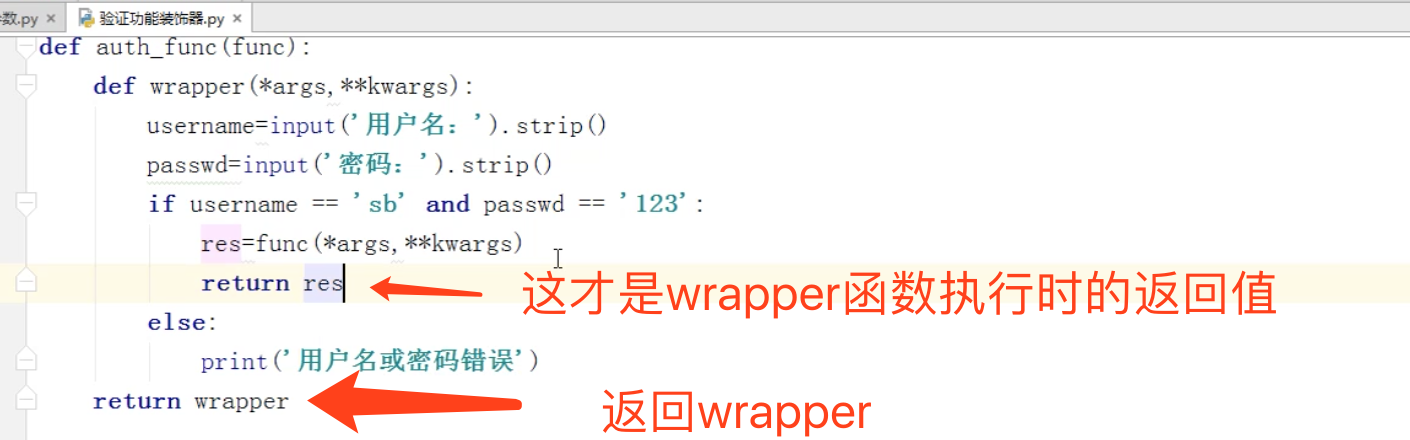 数.py × 验证功能装饰器.py ×
def auth_func(func):
def wrapper(*args,**kwargs):
username=input('用户名：').strip()
passwd=input('密码：').strip()
if username == 'sb' and passwd == '123':
res=func(*args,**kwargs)
return res 这才是wrapper函数执行时的返回值
else:
print('用户名或密码错误')
return wrapper 返回wrapper